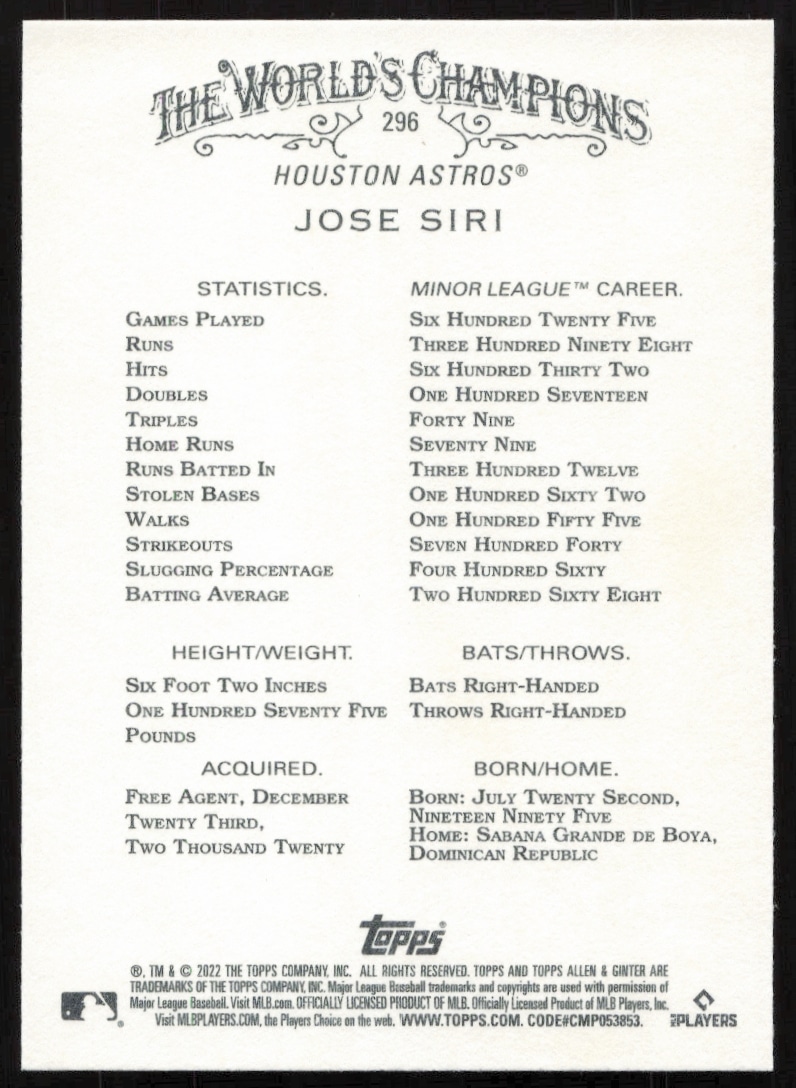 THE WORLD'S CHAMPIONS
296
HOUSTON ASTROS®
JOSE SIRI
STATISTICS. MINOR LEAGUE™ CAREER.
GAMES PLAYED SIX HUNDRED TWENTY FIVE
RUNS THREE HUNDRED NINETY EIGHT
HITS SIX HUNDRED THIRTY TWO
DOUBLES ONE HUNDRED SEVENTEEN
TRIPLES FORTY NINE
HOME RUNS SEVENTY NINE
RUNS BATTED IN THREE HUNDRED TWELVE
STOLEN BASES ONE HUNDRED SIXTY TWO
WALKS ONE HUNDRED FIFTY FIVE
STRIKEOUTS SEVEN HUNDRED FORTY
SLUGGING PERCENTAGE FOUR HUNDRED SIXTY
BATTING AVERAGE TWO HUNDRED SIXTY EIGHT
HEIGHT/WEIGHT.
SIX FOOT TWO INCHES
ONE HUNDRED SEVENTY FIVE
POUNDS
BATS/THROWS.
BATS RIGHT-HANDED
THROWS RIGHT-HANDED
ACQUIRED.
FREE AGENT, DECEMBER
TWENTY THIRD,
TWO THOUSAND TWENTY
BORN/HOME.
BORN: JULY TWENTY SECOND,
NINETEEN NINETY FIVE
HOME: SABANA GRANDE DE BOYA,
DOMINICAN REPUBLIC
topps®
®, TM & © 2022 THE TOPPS COMPANY, INC. ALL RIGHTS RESERVED. TOPPS AND TOPPS ALLEN & GINTER ARE
TRADEMARKS OF THE TOPPS COMPANY, INC. Major League Baseball trademarks and copyrights are used with permission of
Major League Baseball. Visit MLB.com. OFFICIALLY LICENSED PRODUCT OF MLB. Officially Licensed Product of MLB Players, Inc.
Visit MLBPLAYERS.COM, the Players Choice on the web. WWW.TOPPS.COM. CODE#CMP053853.
MLB PLAYERS